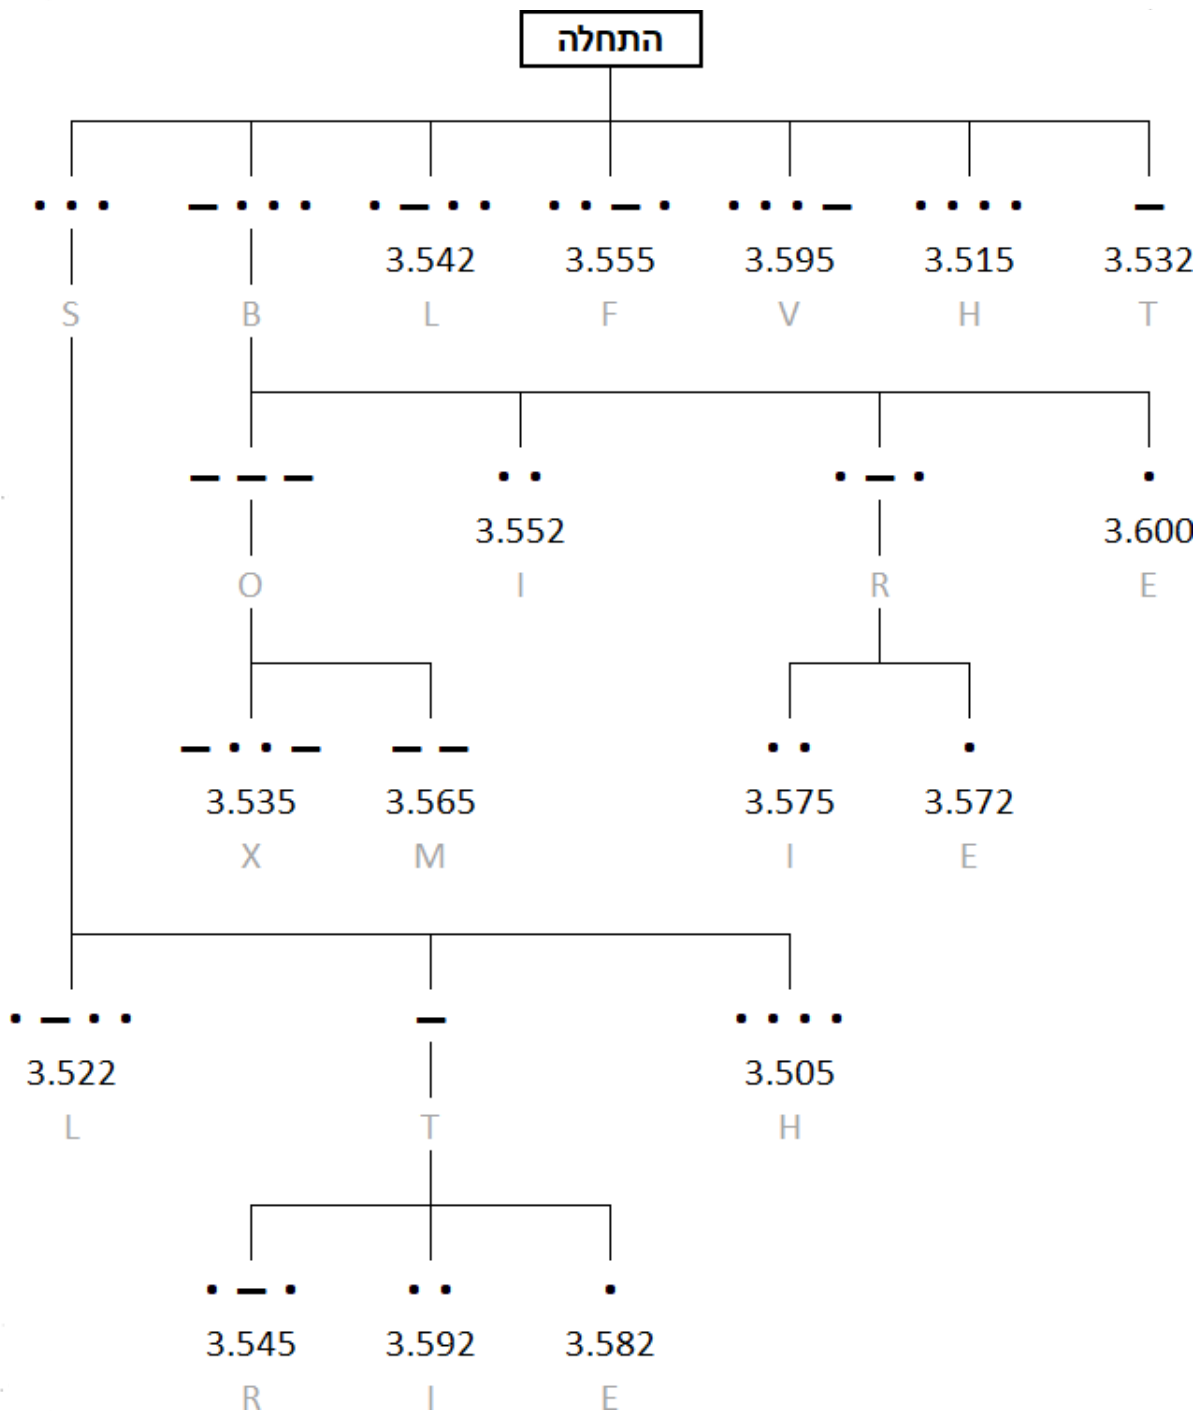 התחלה
... -... .-.. ..-. ...- .... -
3.542 3.555 3.595 3.515 3.532
S B L F V H T
--- .. .-. .
3.552 3.600
O I R E
-..- -- .. .
3.535 3.565 3.575 3.572
X M I E
.-.. - ....
3.522 3.505
L T H
.-. .. .
3.545 3.592 3.582
R I E